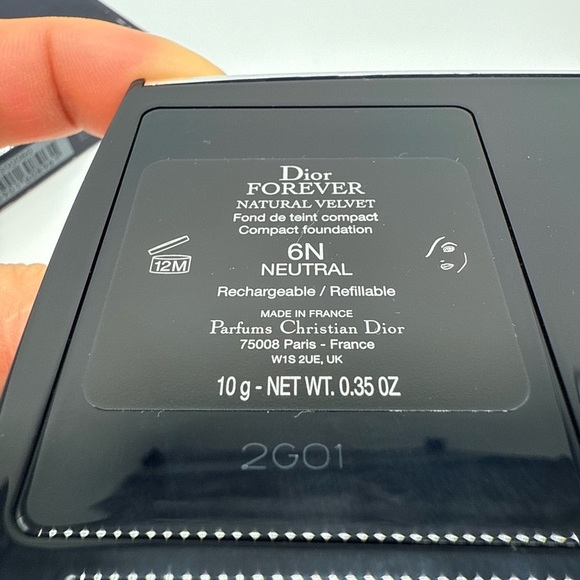 Dior
FOREVER
NATURAL VELVET
Fond de teint compact
Compact foundation
6N
NEUTRAL
12M
Rechargeable / Refillable
MADE IN FRANCE
Parfums Christian Dior
75008 Paris - France
W1S 2UE, UK
10 g - NET WT. 0.35 OZ
2G01